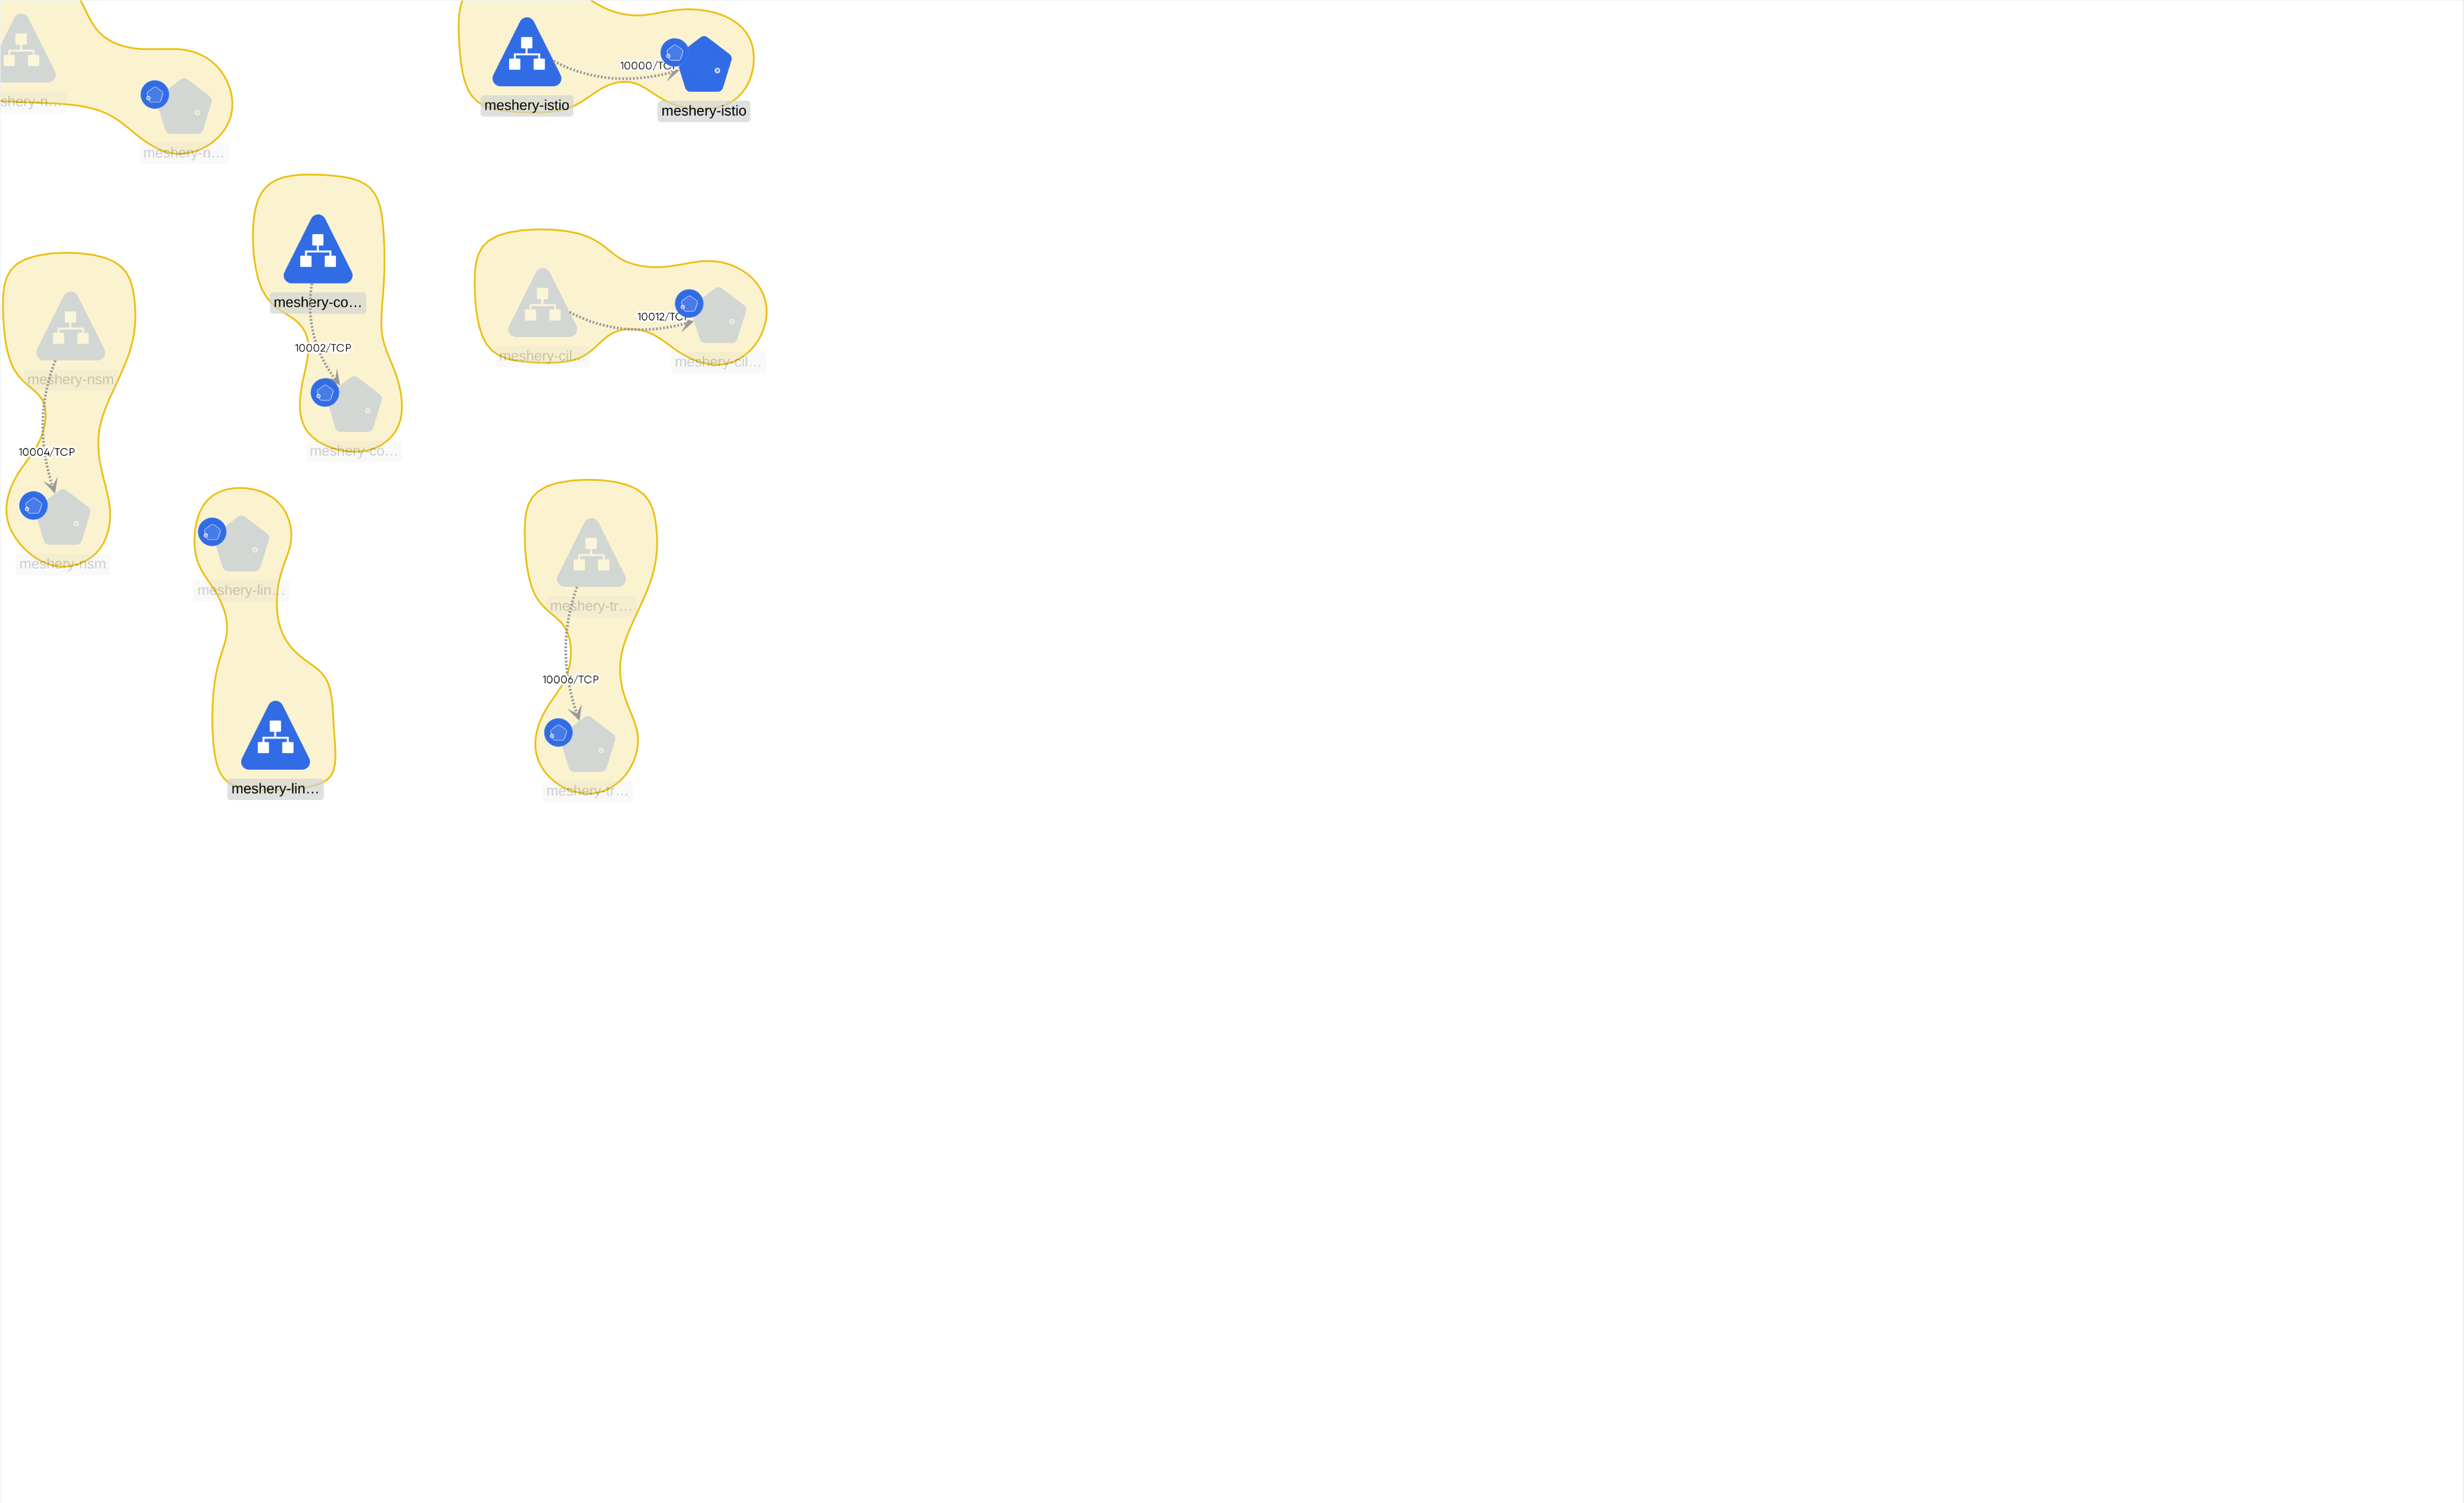 meshery-istio
10000/TCP
meshery-istio
shery-n...
meshery-n...
meshery-co...
10002/TCP
meshery-co...
meshery-cil...
10012/TCP
meshery-cil...
meshery-nsm
10004/TCP
meshery-nsm
meshery-lin...
meshery-lin...
meshery-tr...
10006/TCP
meshery-tr...